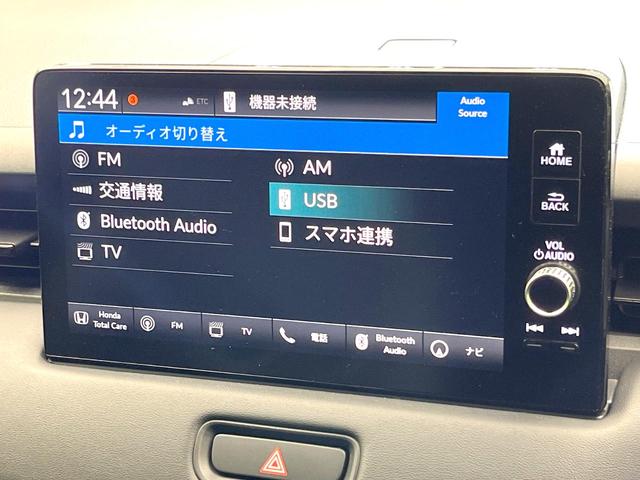 12:44
ETC
機器未接続
Audio
Source
オーディオ切り替え
FM
AM
交通情報
USB
Bluetooth Audio
スマホ連携
TV
HOME
BACK
VOL
AUDIO
Honda
Total Care
FM
TV
電話
Bluetooth
Audio
ナビ